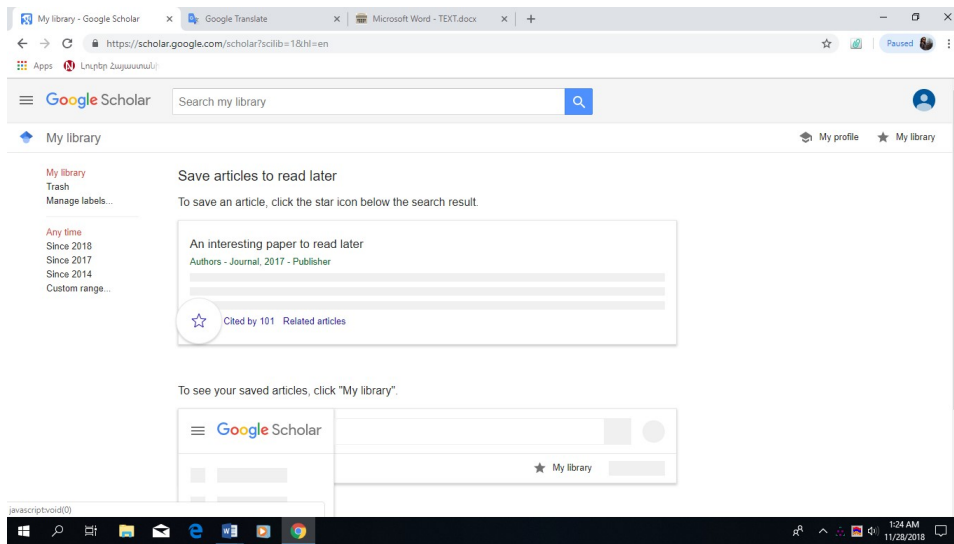 My library - Google Scholar
Google Translate
Microsoft Word - TEXT.docx
https://scholar.google.com/scholar?scilib=1&hl=en
Paused
Apps
Լուրեր Հայաստանից
Google Scholar
Search my library
My library
My profile
My library
My library
Trash
Manage labels...
Any time
Since 2018
Since 2017
Since 2014
Custom range...
Save articles to read later
To save an article, click the star icon below the search result.
An interesting paper to read later
Authors - Journal, 2017 - Publisher
Cited by 101 Related articles
To see your saved articles, click "My library".
Google Scholar
My library
javascript:void(0)
1:24 AM
11/28/2018